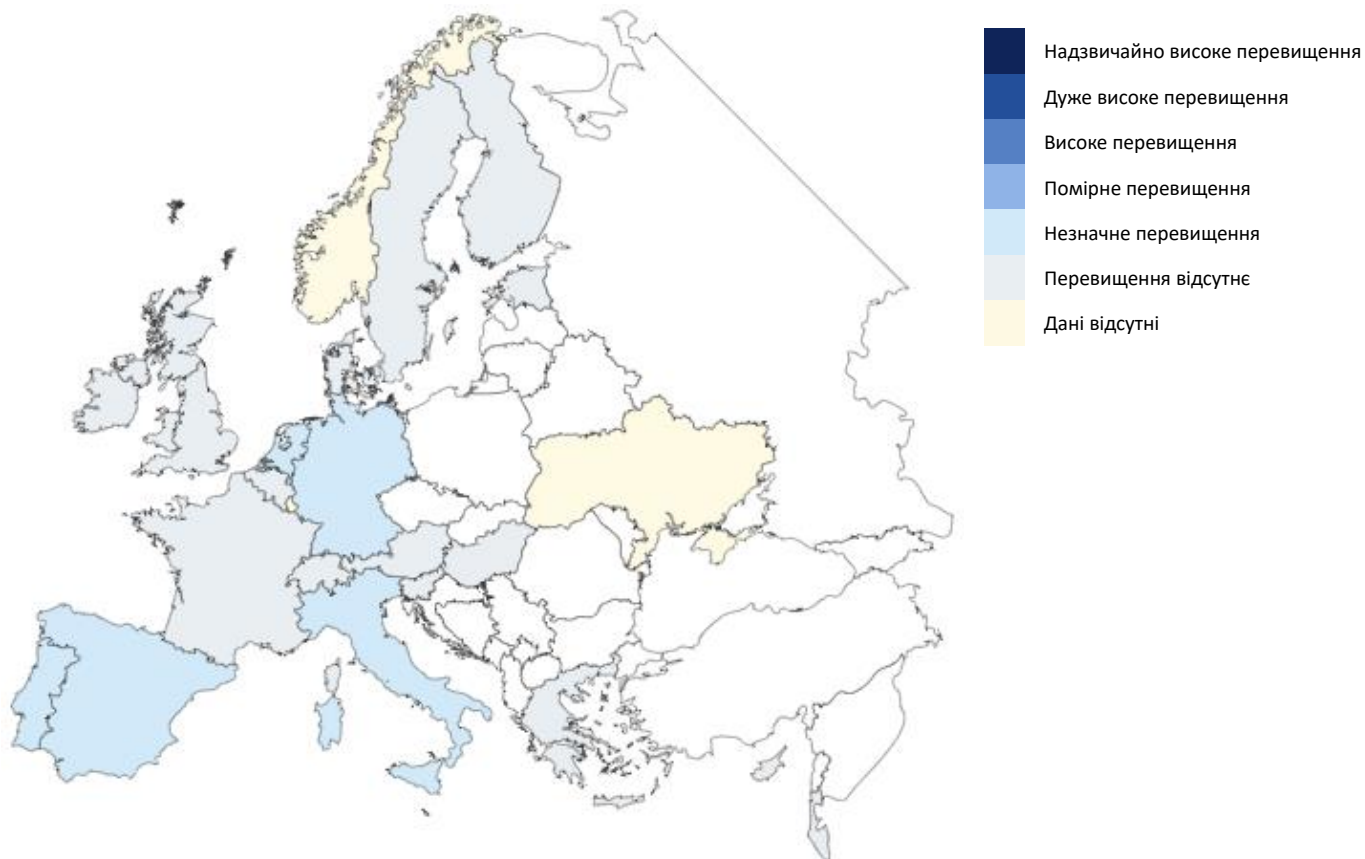 Надзвичайно високе перевищення
Дуже високе перевищення
Високе перевищення
Помірне перевищення
Незначне перевищення
Перевищення відсутнє
Дані відсутні